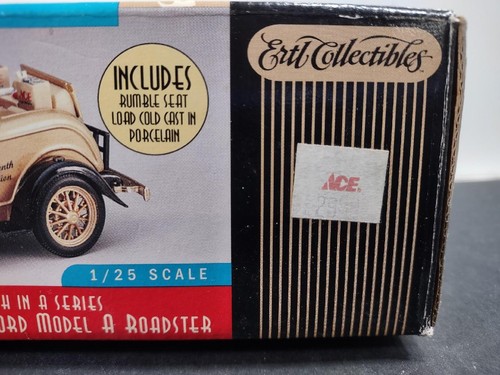 Ertl Collectibles
INCLUDES
RUMBLE SEAT
LOAD COLD CAST IN
PORCELAIN
ACE
1/25 SCALE
H IN A SERIES
ORD MODEL A ROADSTER